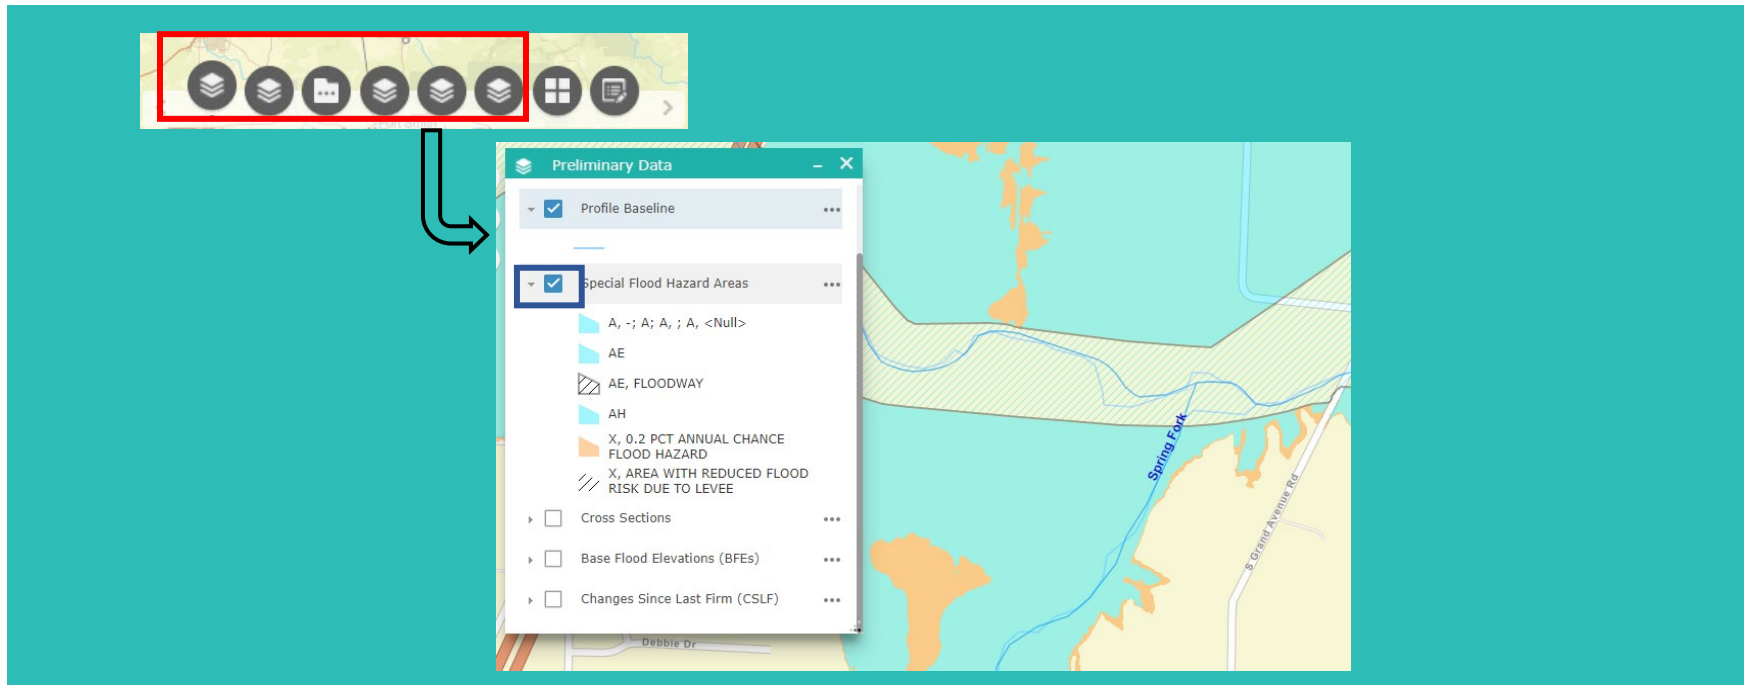 Preliminary Data
Profile Baseline
Special Flood Hazard Areas
A, -; A; A, ; A, <Null>
AE
AE, FLOODWAY
AH
X, 0.2 PCT ANNUAL CHANCE
FLOOD HAZARD
X, AREA WITH REDUCED FLOOD
RISK DUE TO LEVEE
Cross Sections
Base Flood Elevations (BFEs)
Changes Since Last Firm (CSLF)
Spring Fork
S Grand Avenue Rd
Debbie Dr